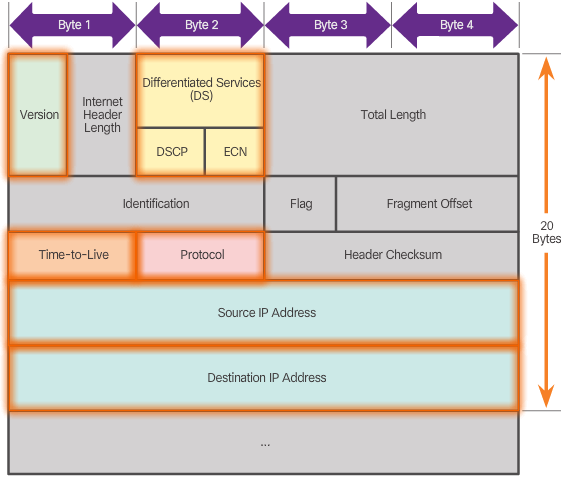 Byte 1
Byte 2
Byte 3
Byte 4
Version
Internet
Header
Length
Differentiated Services
(DS)
DSCP
ECN
Total Length
Identification
Flag
Fragment Offset
20
Bytes
Time-to-Live
Protocol
Header Checksum
Source IP Address
Destination IP Address
...